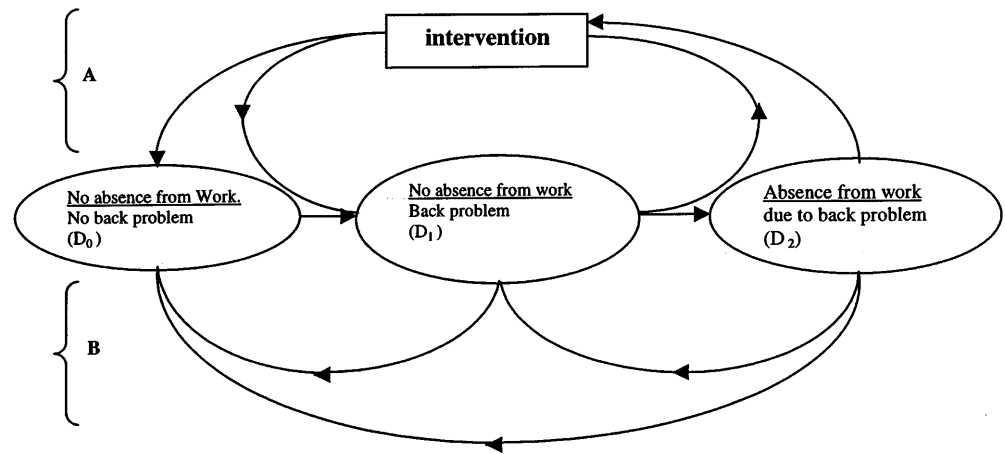 intervention
A
No absence from Work.
No back problem
(D₀)
No absence from work
Back problem
(D₁)
Absence from work
due to back problem
(D₂)
B